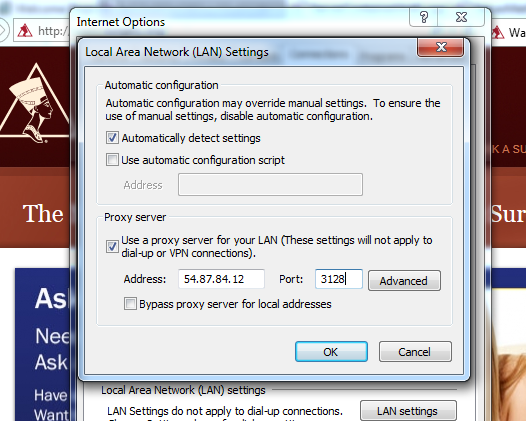 Internet Options
http://
Wa
Local Area Network (LAN) Settings
Connections
Programs
Automatic configuration
Automatic configuration may override manual settings. To ensure the
use of manual settings, disable automatic configuration.
Automatically detect settings
Use automatic configuration script
Address
K A SU
The
Sur
Proxy server
Use a proxy server for your LAN (These settings will not apply to
dial-up or VPN connections).
Address: 54.87.84.12 Port: 3128 Advanced
Bypass proxy server for local addresses
As
Nee
Ask
Have
Want
OK Cancel
Local Area Network (LAN) settings
LAN Settings do not apply to dial-up connections.
LAN settings